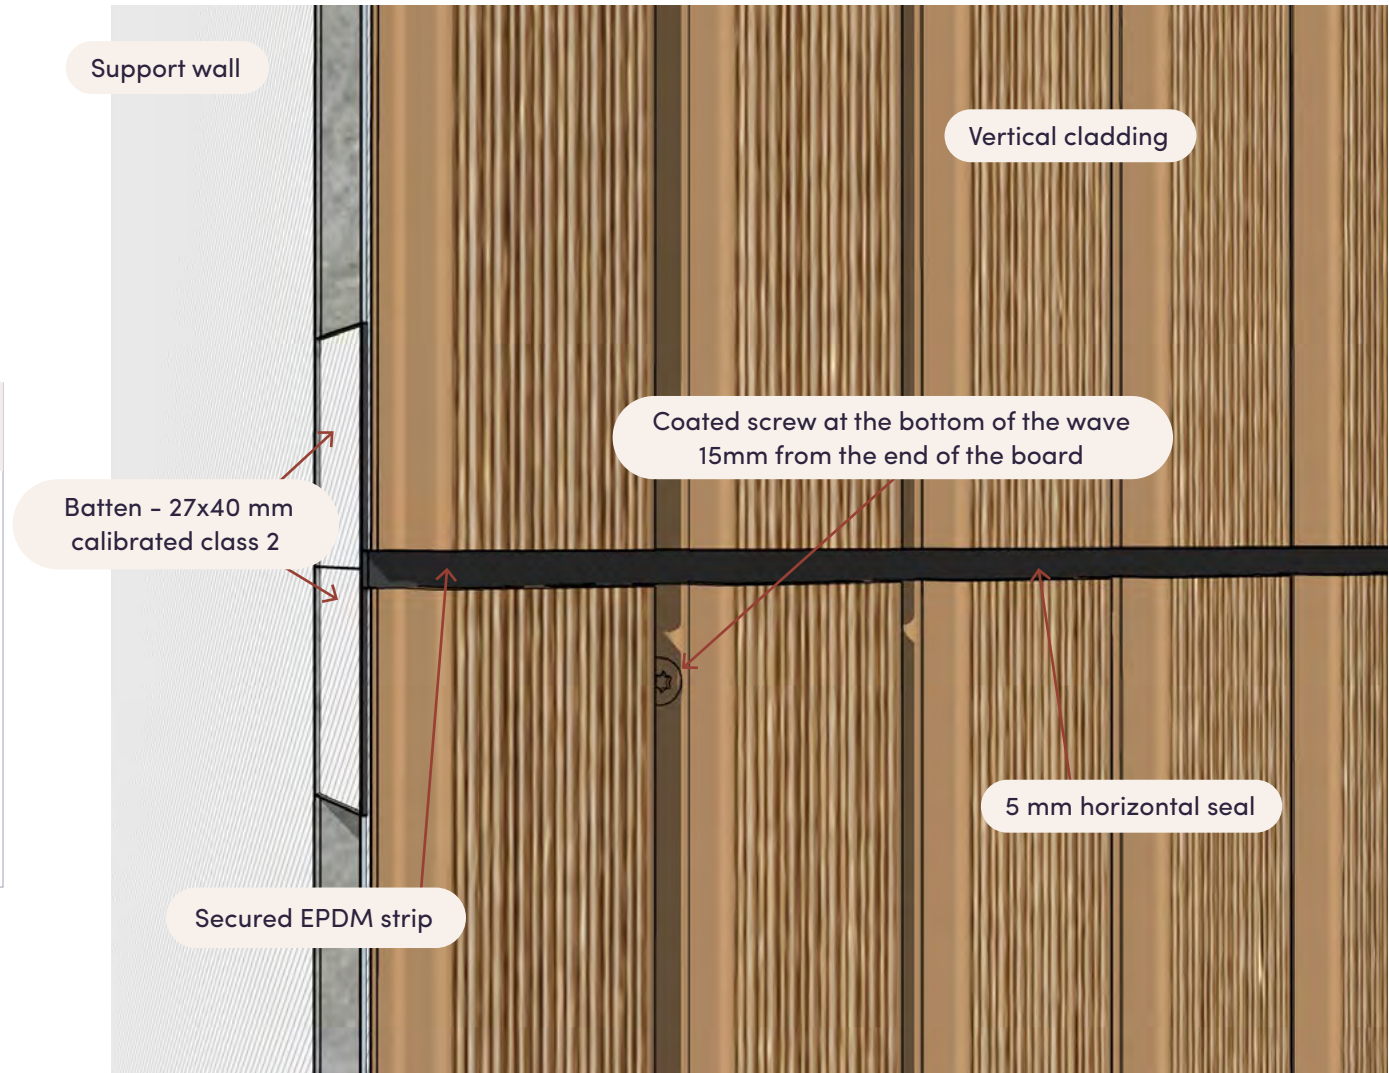 Support wall
Vertical cladding
Coated screw at the bottom of the wave
15mm from the end of the board
Batten - 27x40 mm
calibrated class 2
5 mm horizontal seal
Secured EPDM strip